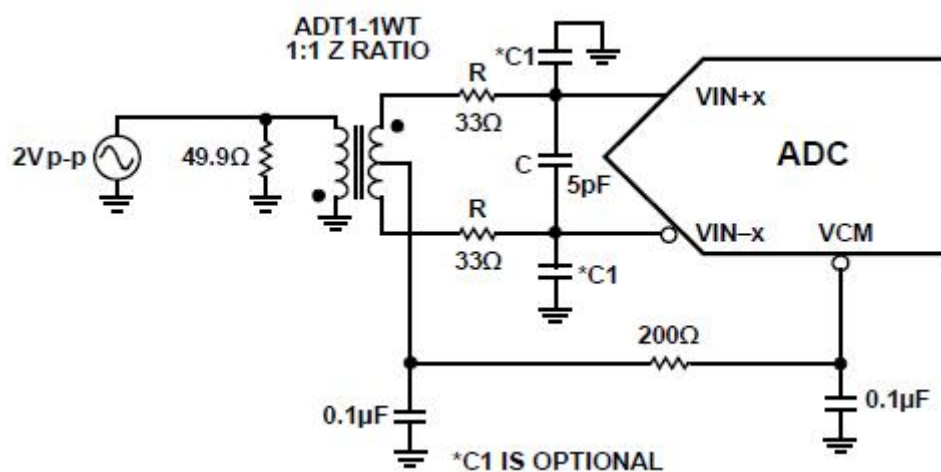 ADT1-1WT
1:1 Z RATIO
*C1
R
33Ω
VIN+x
2Vp-p
49.9Ω
C
5pF
ADC
R
33Ω
VIN–x
VCM
*C1
200Ω
0.1µF
0.1µF
*C1 IS OPTIONAL